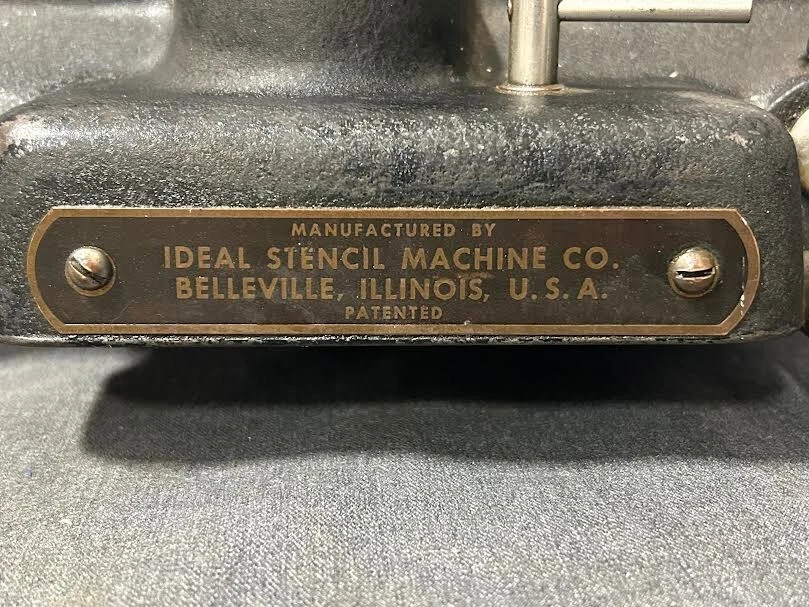 MANUFACTURED BY
IDEAL STENCIL MACHINE CO.
BELLEVILLE, ILLINOIS, U.S.A.
PATENTED